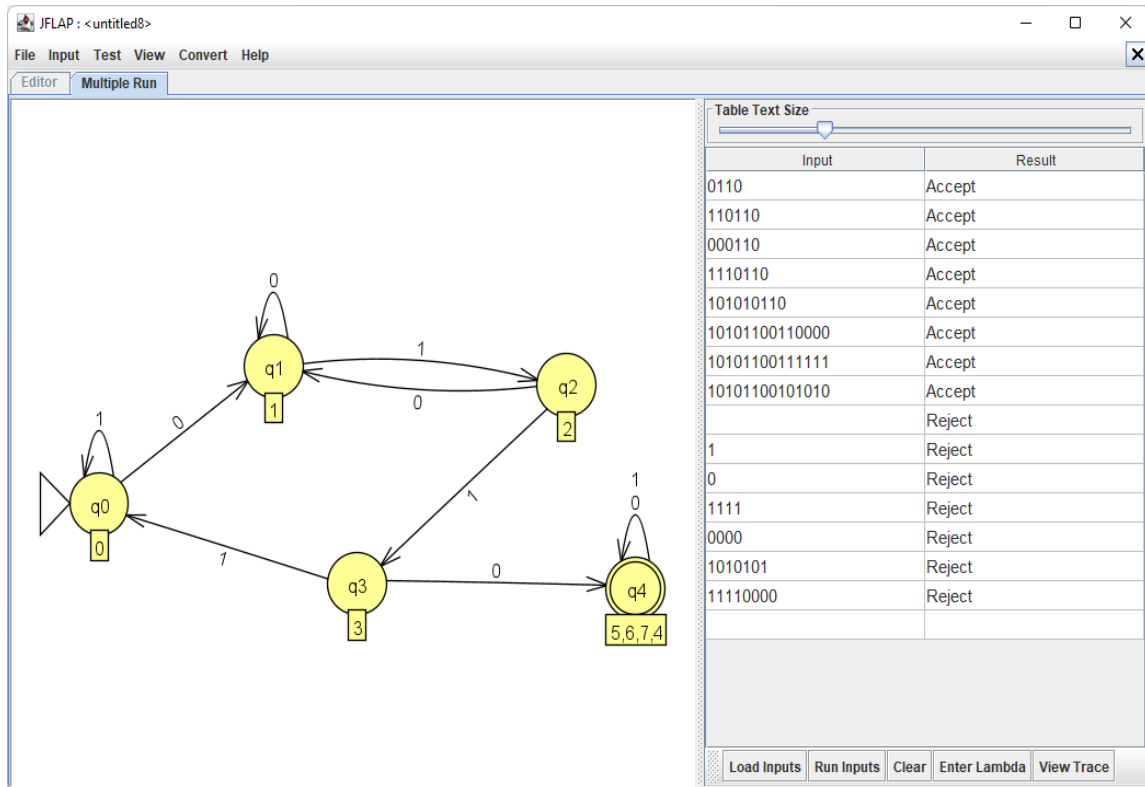 JFLAP : <untitled8>
File Input Test View Convert Help
Editor Multiple Run
Table Text Size
Input Result
0110 Accept
110110 Accept
000110 Accept
1110110 Accept
101010110 Accept
10101100110000 Accept
10101100111111 Accept
10101100101010 Accept
Reject
1 Reject
0 Reject
1111 Reject
0000 Reject
1010101 Reject
11110000 Reject
0
q1
1
1
0
q2
2
1
q0
0
0
1
1
q3
3
0
1
0
q4
5,6,7,4
Load Inputs Run Inputs Clear Enter Lambda View Trace